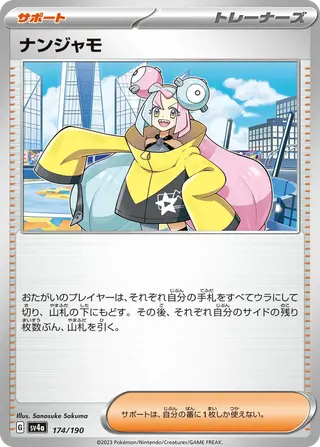 サポート
トレーナーズ
ナンジャモ
おたがいのプレイヤーは、それぞれ自分の手札をすべてウラにして
切り、山札の下にもどす。その後、それぞれ自分のサイドの残り
枚数ぶん、山札を引く。
Illus. Sanosuke Sakuma
G sv4a 174/190
サポートは、自分の番に1枚しか使えない。
©2023 Pokémon/Nintendo/Creatures/GAME FREAK.